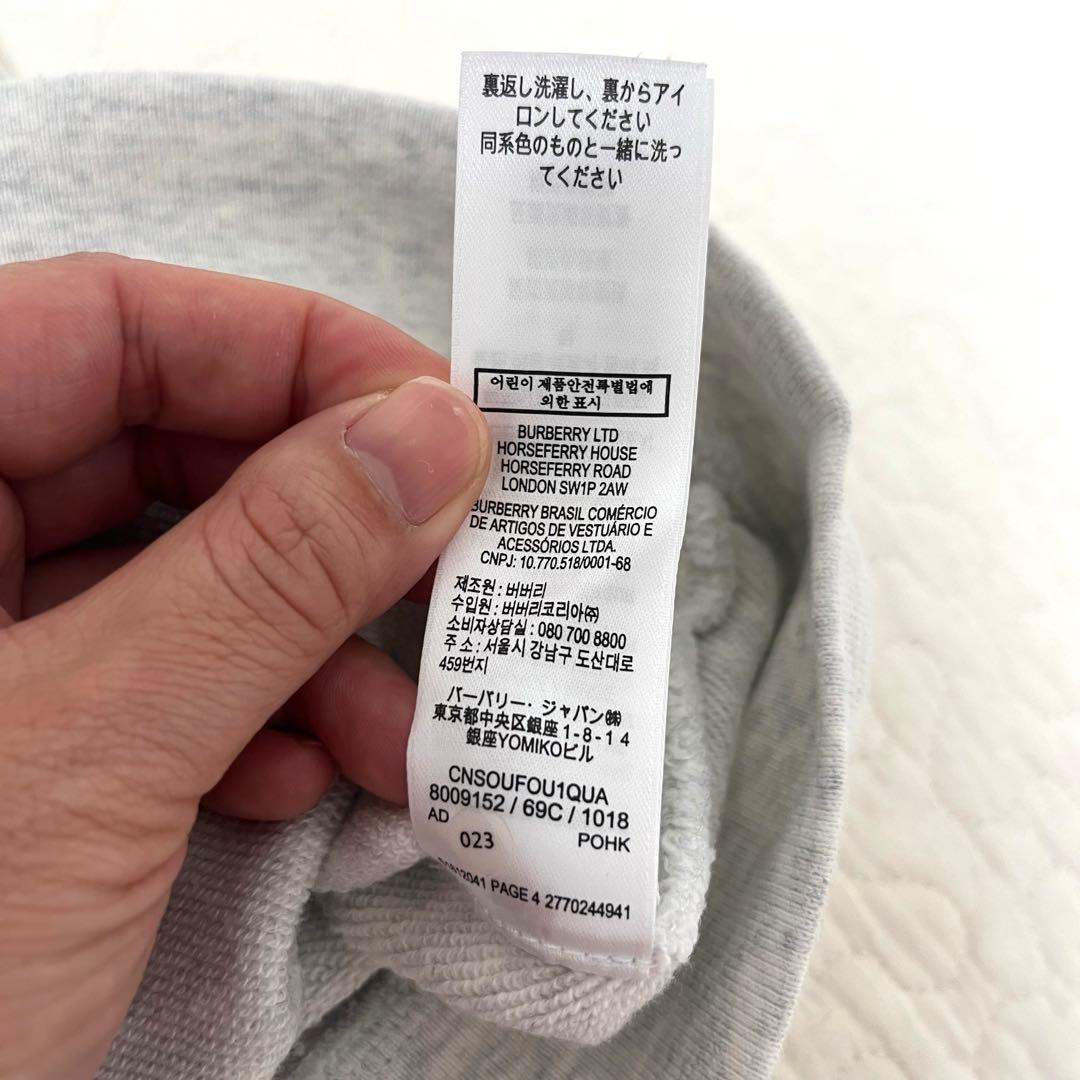 裏返し洗濯し、裏からアイ
ロンしてください
同系色のものと一緒に洗っ
てください
어린이 제품안전특별법에
의한 표시
BURBERRY LTD
HORSEFERRY HOUSE
HORSEFERRY ROAD
LONDON SW1P 2AW
BURBERRY BRASIL COMÉRCIO
DE ARTIGOS DE VESTUÁRIO E
ACESSÓRIOS LTDA.
CNPJ: 10.770.518/0001-68
제조원 : 버버리
수입원 : 버버리코리아㈜
소비자상담실 : 080 700 8800
주 소 : 서울시 강남구 도산대로
459번지
バーバリー・ジャパン㈱
東京都中央区銀座1-8-14
銀座YOMIKOビル
CNSOUFOU1QUA
8009152 / 69C / 1018
AD
023 POHK
PAGE 4 2770244941